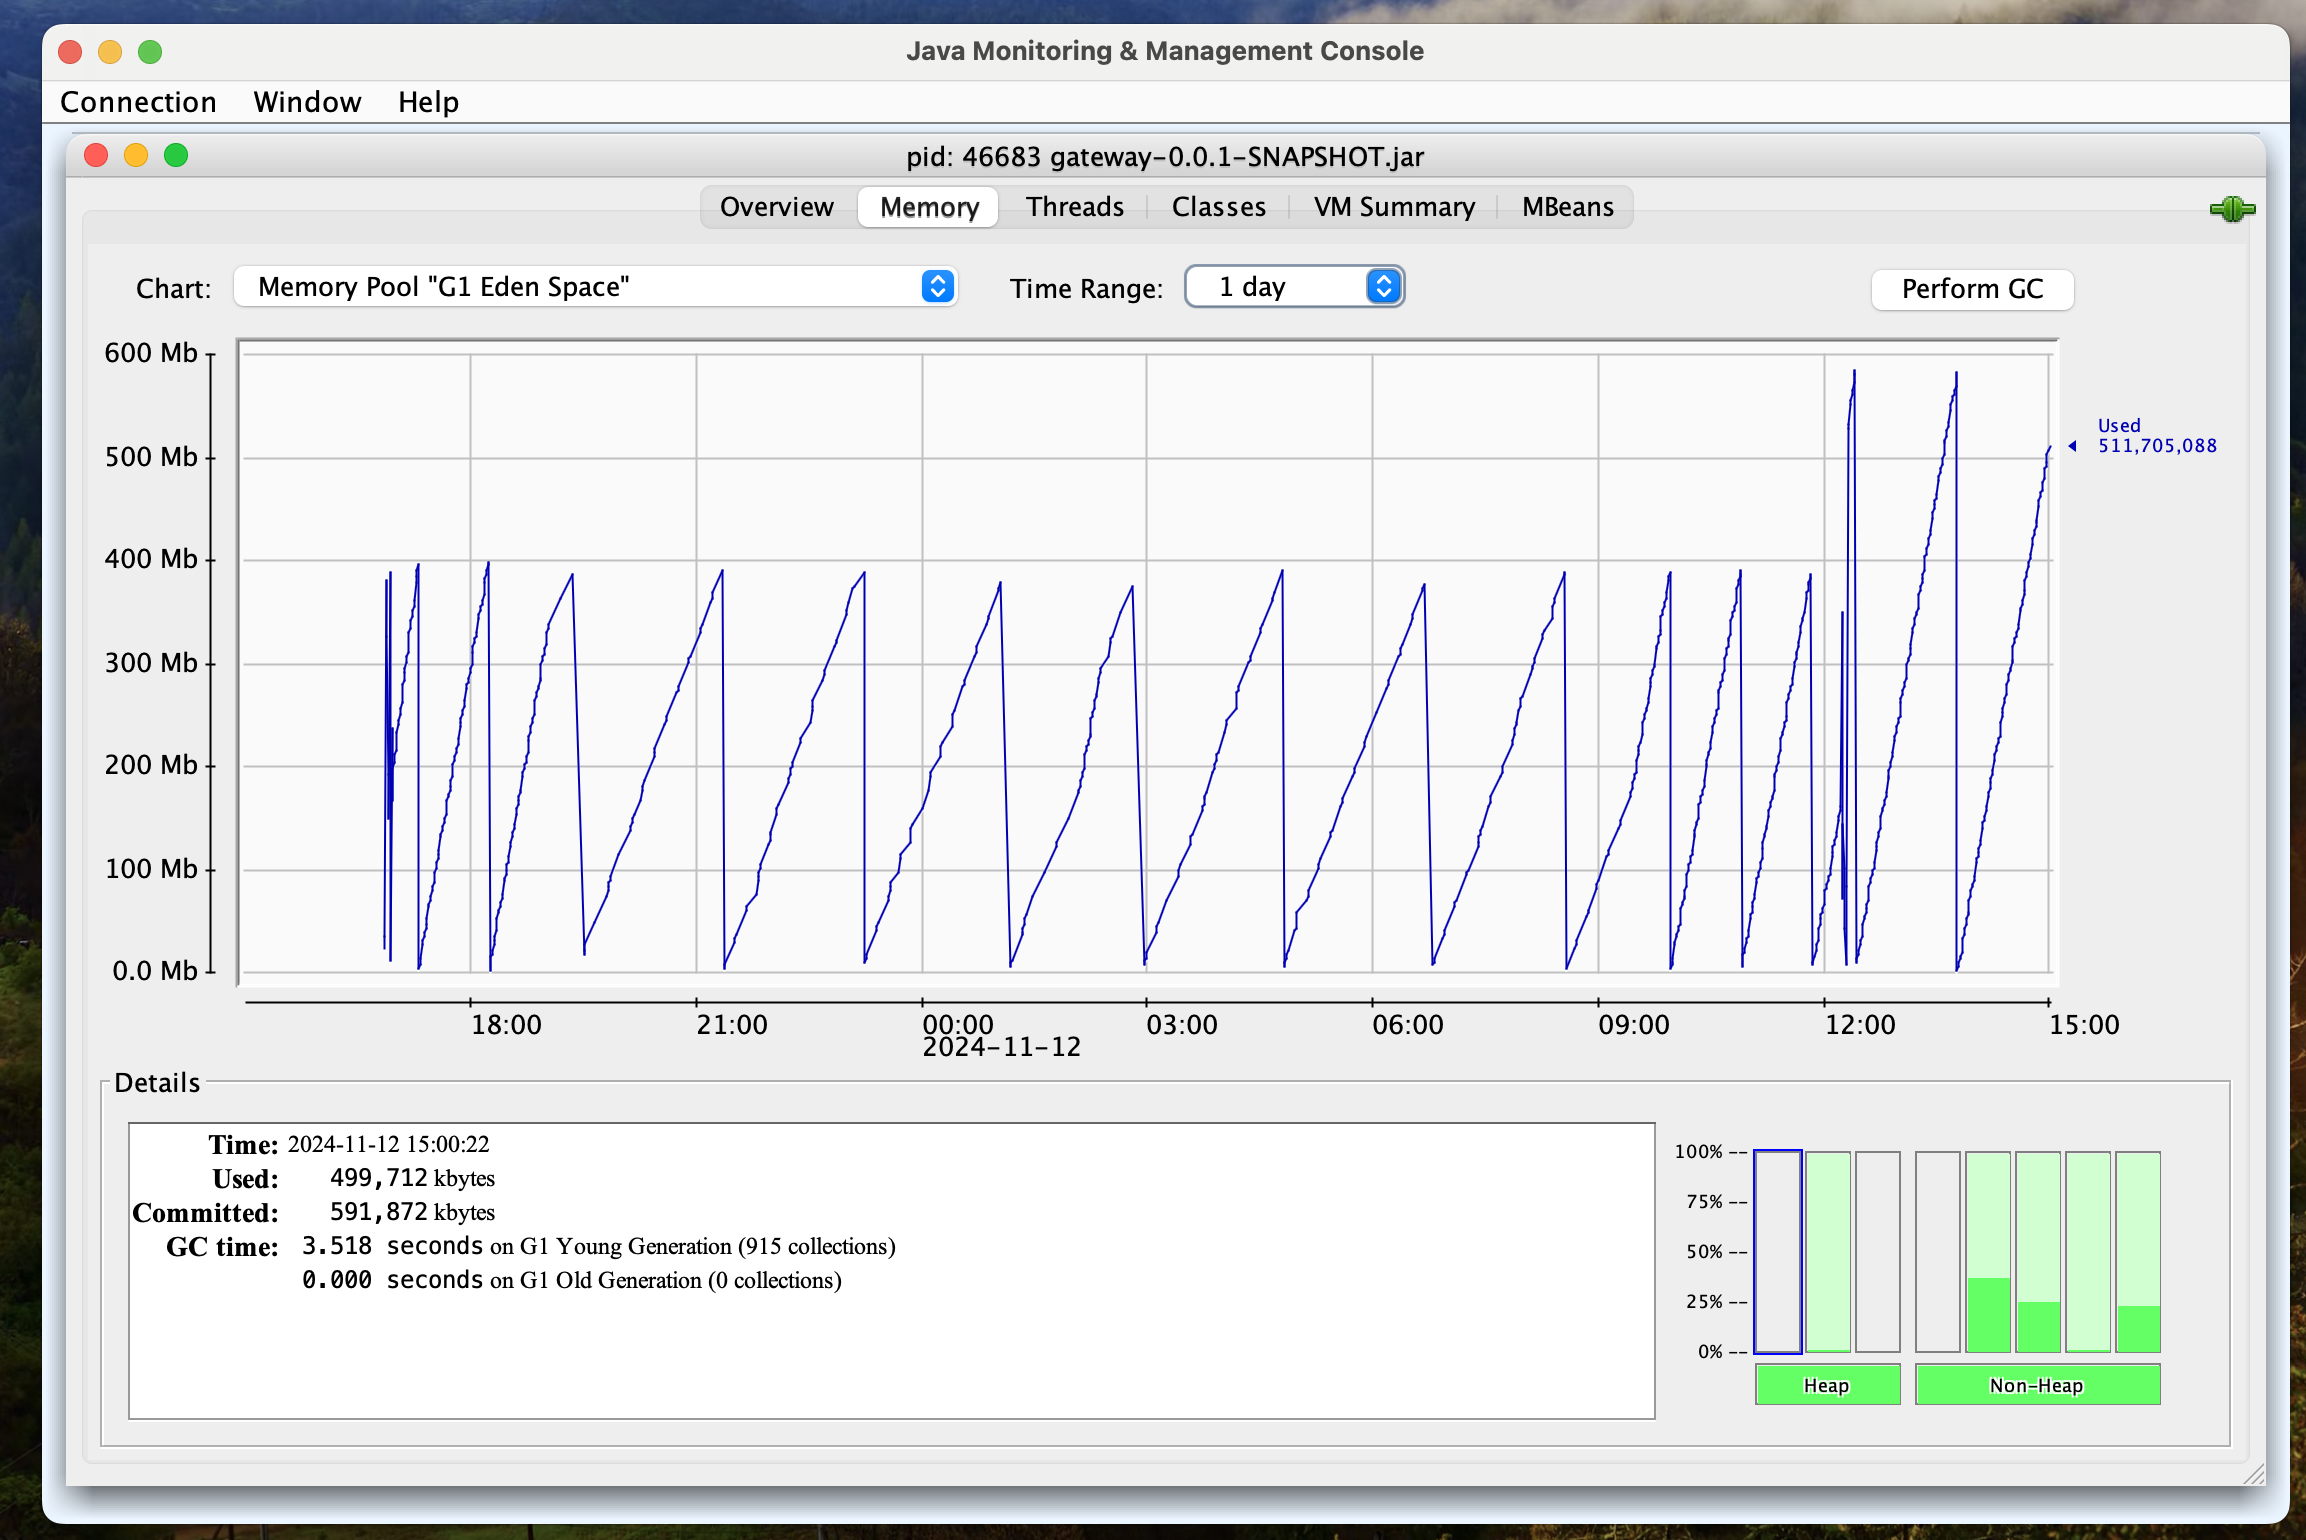 Java Monitoring & Management Console
Connection Window Help
pid: 46683 gateway-0.0.1-SNAPSHOT.jar
Overview Memory Threads Classes VM Summary MBeans
Chart: Memory Pool "G1 Eden Space" Time Range: 1 day Perform GC
600 Mb
500 Mb
400 Mb
300 Mb
200 Mb
100 Mb
0.0 Mb
Used
511,705,088
18:00 21:00 00:00 03:00 06:00 09:00 12:00 15:00
2024-11-12
Details
Time: 2024-11-12 15:00:22
Used: 499,712 kbytes
Committed: 591,872 kbytes
GC time: 3.518 seconds on G1 Young Generation (915 collections)
0.000 seconds on G1 Old Generation (0 collections)
100% --
75% --
50% --
25% --
0% --
Heap Non-Heap